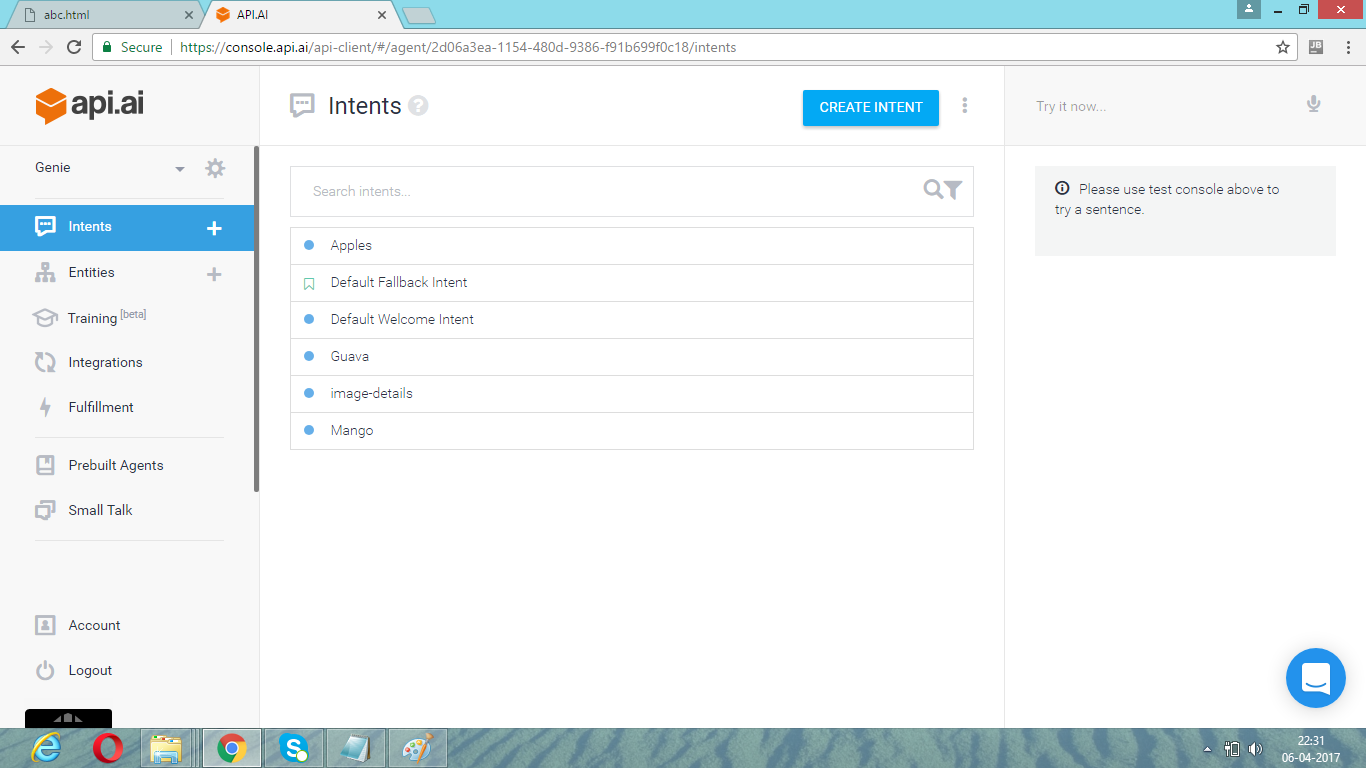 abc.html
API.AI
Secure
https://console.api.ai/api-client/#/agent/2d06a3ea-1154-480d-9386-f91b699f0c18/intents
JB
api.ai
Genie
Intents
Entities
Training [beta]
Integrations
Fulfillment
Prebuilt Agents
Small Talk
Account
Logout
Intents ?
CREATE INTENT
Search intents...
Apples
Default Fallback Intent
Default Welcome Intent
Guava
image-details
Mango
Try it now...
Please use test console above to
try a sentence.
22:31
06-04-2017